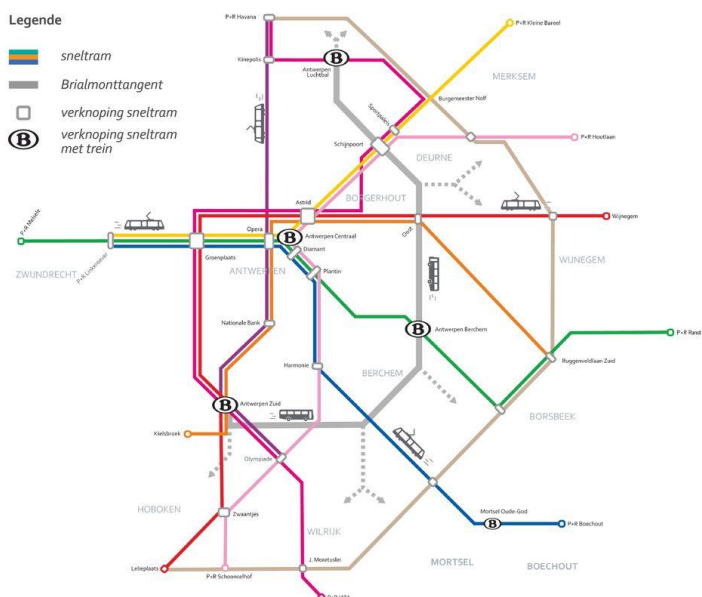 Legende
sneltram
Brialmonttangent
verknoping sneltram
B
verknoping sneltram
met trein
P+R Havana
P+R Kleine Bareel
Kinepolis
B
Antwerpen
Luchtbal
MERKSEM
Burgemeester Nolf
Sportpaleis
Schijnpoort
P+R Houtlaan
DEURNE
BORGERHOUT
Astrid
Wijnegem
P+R Melsele
Opera
B
Antwerpen Centraal
Oost
Diamant
Groenplaats
P+R Linkeroever
ZWIJNDRECHT
ANTWERPEN
Plantin
WIJNEGEM
Nationale Bank
B
Antwerpen Berchem
P+R Ranst
Ruggenveldlaan Zuid
Harmonie
BERCHEM
B
Antwerpen Zuid
BORSBEEK
Kielsbroek
Olympiade
HOBOKEN
Zwaantjes
Mortsel Oude-God
B
P+R Boechout
WILRIJK
J. Moretuslei
MORTSEL
BOECHOUT
Lelieplaats
P+R Schoonselhof